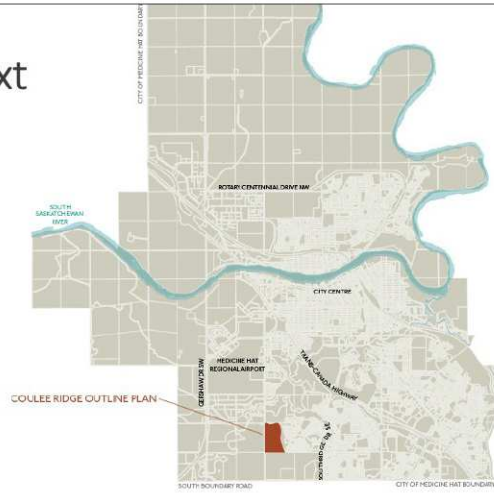 xt
CITY OF MEDICINE HAT BOUNDARY
ROTARY CENTENNIAL DRIVE NW
SOUTH
SASKATCHEWAN
RIVER
CITY CENTRE
MEDICINE HAT
REGIONAL AIRPORT
GERSHAW DR SW
TRANS-CANADA HIGHWAY
COULEE RIDGE OUTLINE PLAN
SOUTHRIDGE DR SE
SOUTH BOUNDARY ROAD
CITY OF MEDICINE HAT BOUNDARY